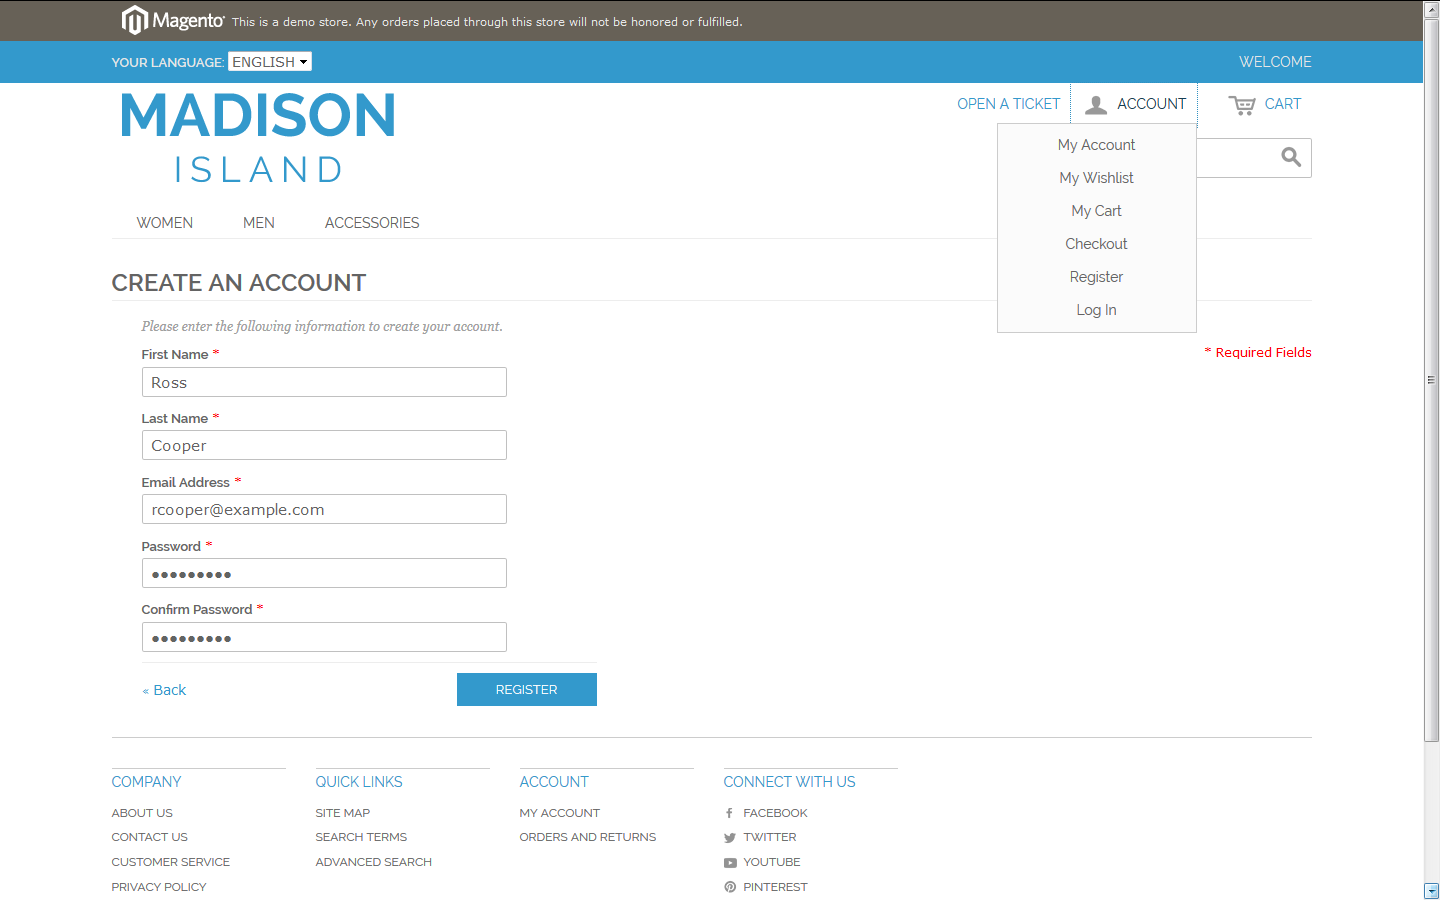 Magento This is a demo store. Any orders placed through this store will not be honored or fulfilled.
YOUR LANGUAGE: ENGLISH
WELCOME
MADISON
ISLAND
OPEN A TICKET
ACCOUNT
CART
My Account
My Wishlist
My Cart
Checkout
Register
Log In
WOMEN MEN ACCESSORIES
CREATE AN ACCOUNT
Please enter the following information to create your account.
* Required Fields
First Name *
Ross
Last Name *
Cooper
Email Address *
rcooper@example.com
Password *
●●●●●●●●●
Confirm Password *
●●●●●●●●●
« Back
REGISTER
COMPANY
ABOUT US
CONTACT US
CUSTOMER SERVICE
PRIVACY POLICY
QUICK LINKS
SITE MAP
SEARCH TERMS
ADVANCED SEARCH
ACCOUNT
MY ACCOUNT
ORDERS AND RETURNS
CONNECT WITH US
FACEBOOK
TWITTER
YOUTUBE
PINTEREST